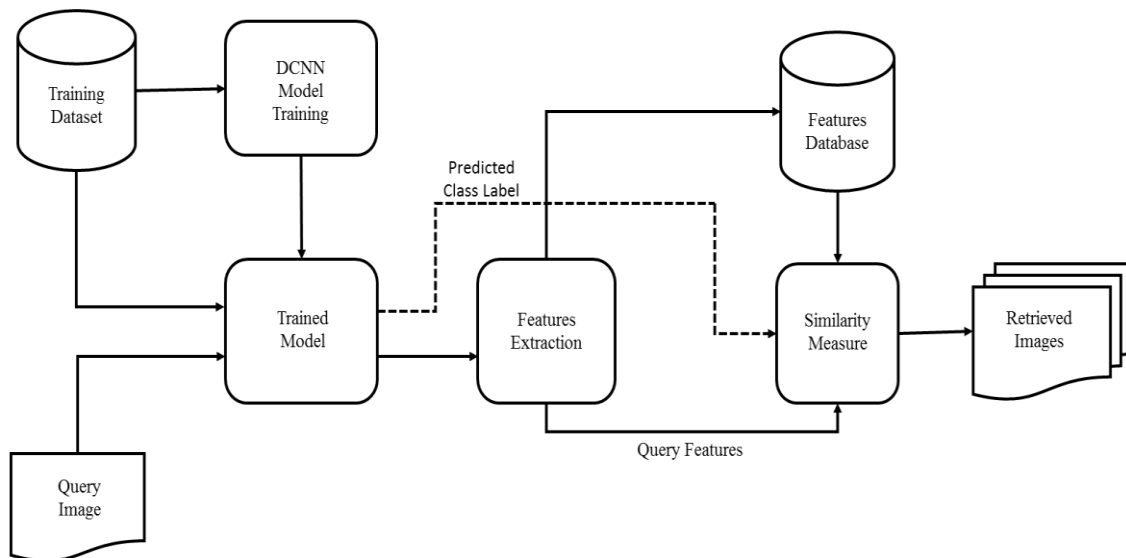 Training
Dataset
DCNN
Model
Training
Features
Database
Predicted
Class Label
Trained
Model
Features
Extraction
Similarity
Measure
Retrieved
Images
Query Features
Query
Image